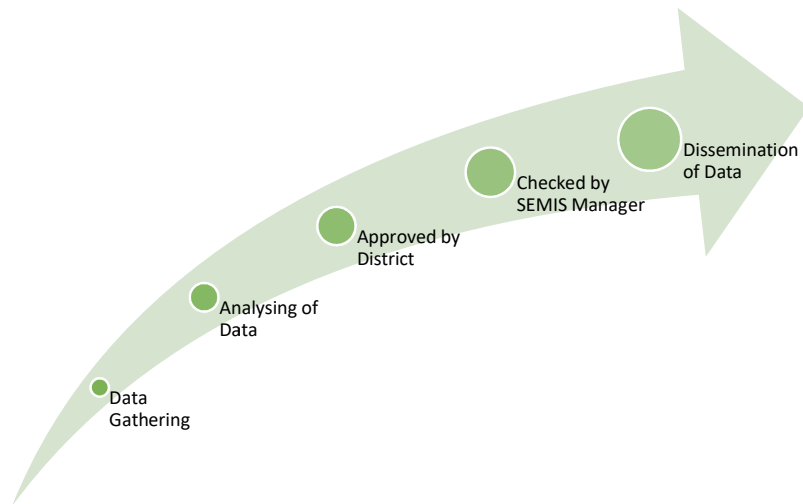 Data
Gathering
Analysing of
Data
Approved by
District
Checked by
SEMIS Manager
Dissemination
of Data